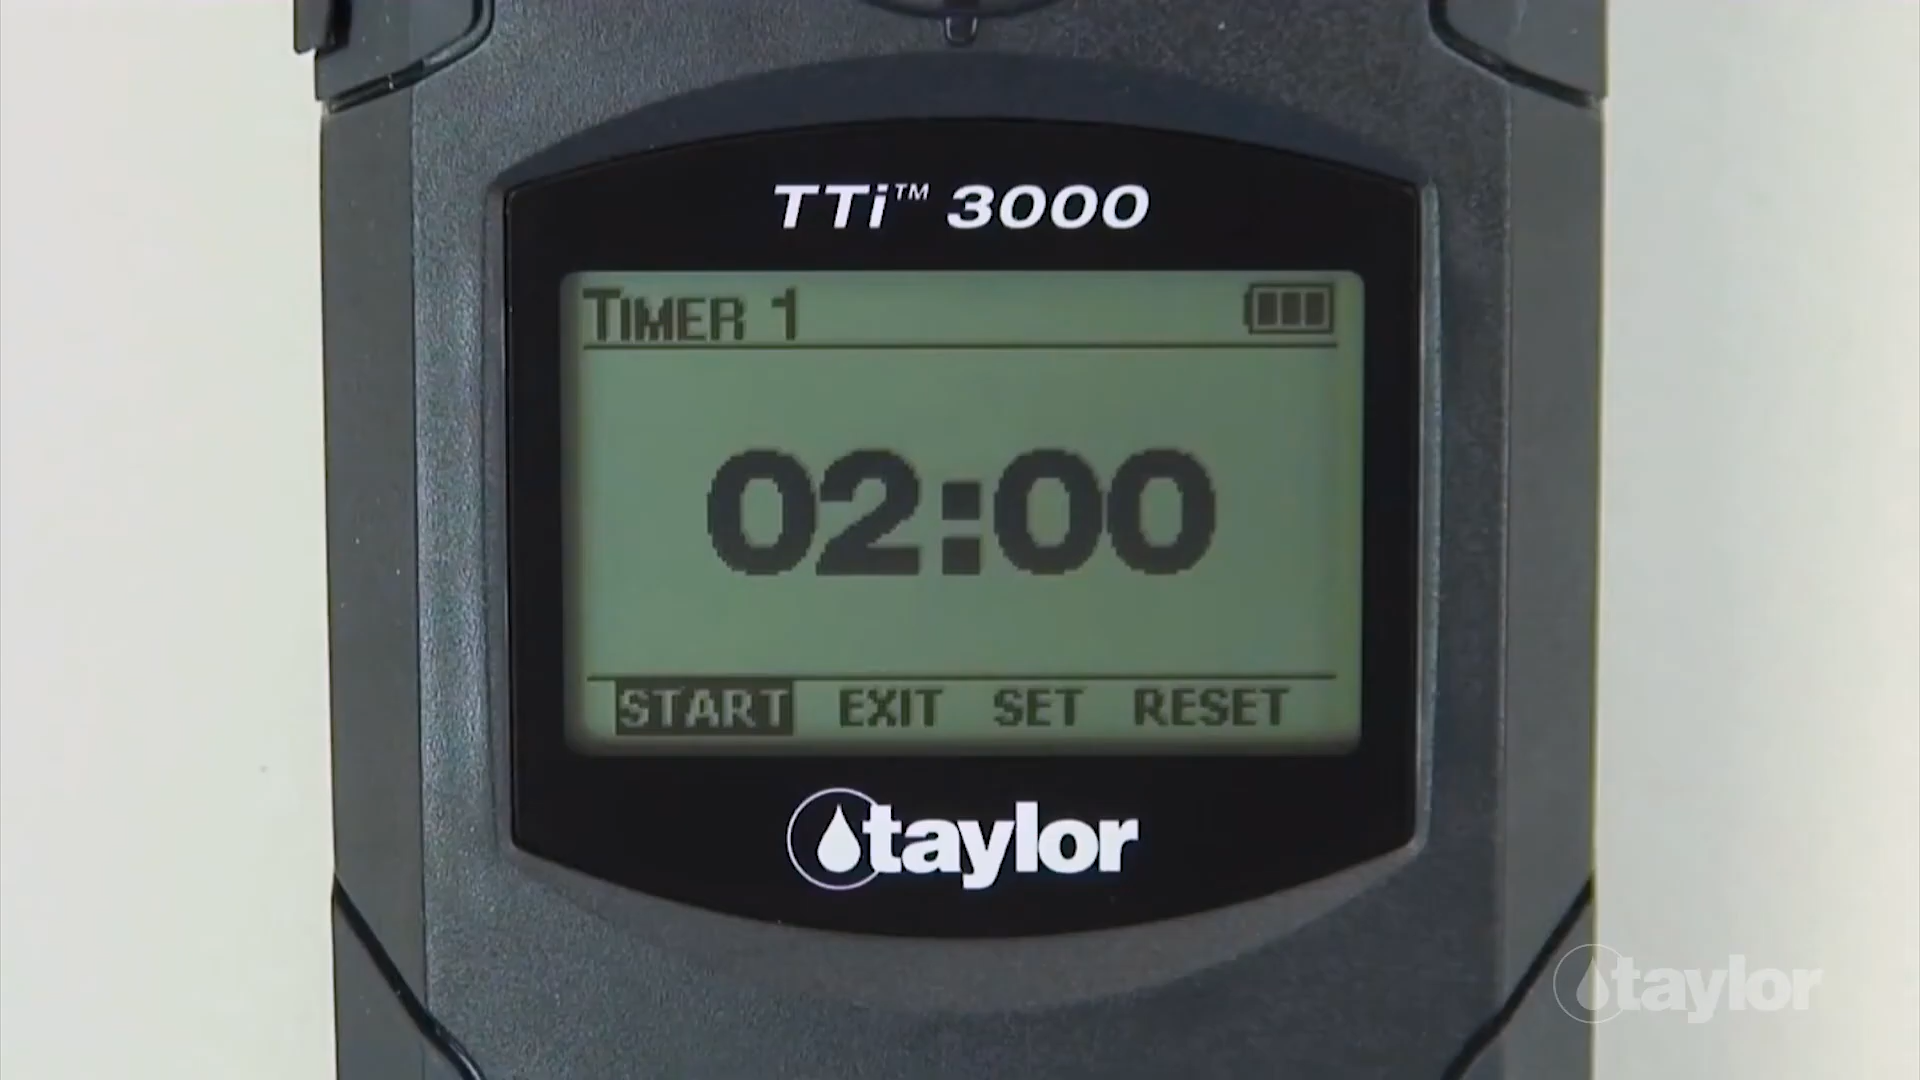 TTi™ 3000
TIMER 1
02:00
START EXIT SET RESET
taylor
taylor